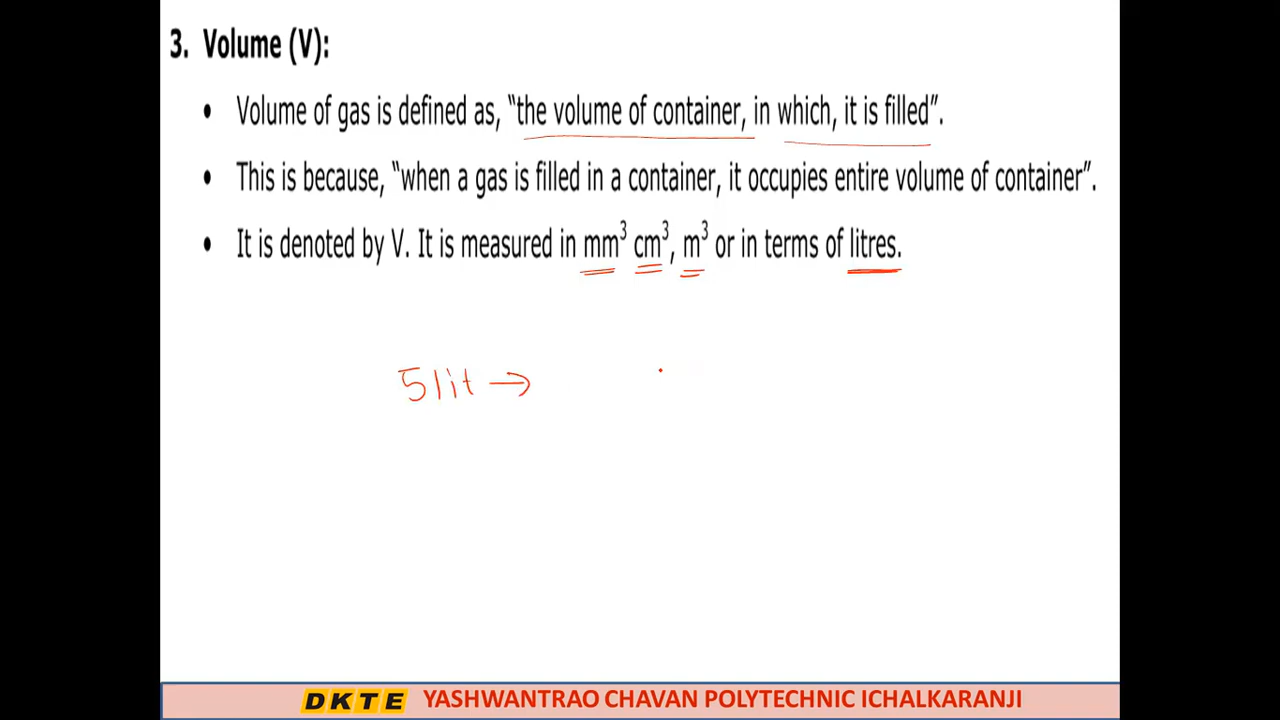 3. Volume (V):
• Volume of gas is defined as, “the volume of container, in which, it is filled”.
• This is because, “when a gas is filled in a container, it occupies entire volume of container”.
• It is denoted by V. It is measured in mm³ cm³, m³ or in terms of litres.
5 lit →
DKTE YASHWANTRAO CHAVAN POLYTECHNIC ICHALKARANJI